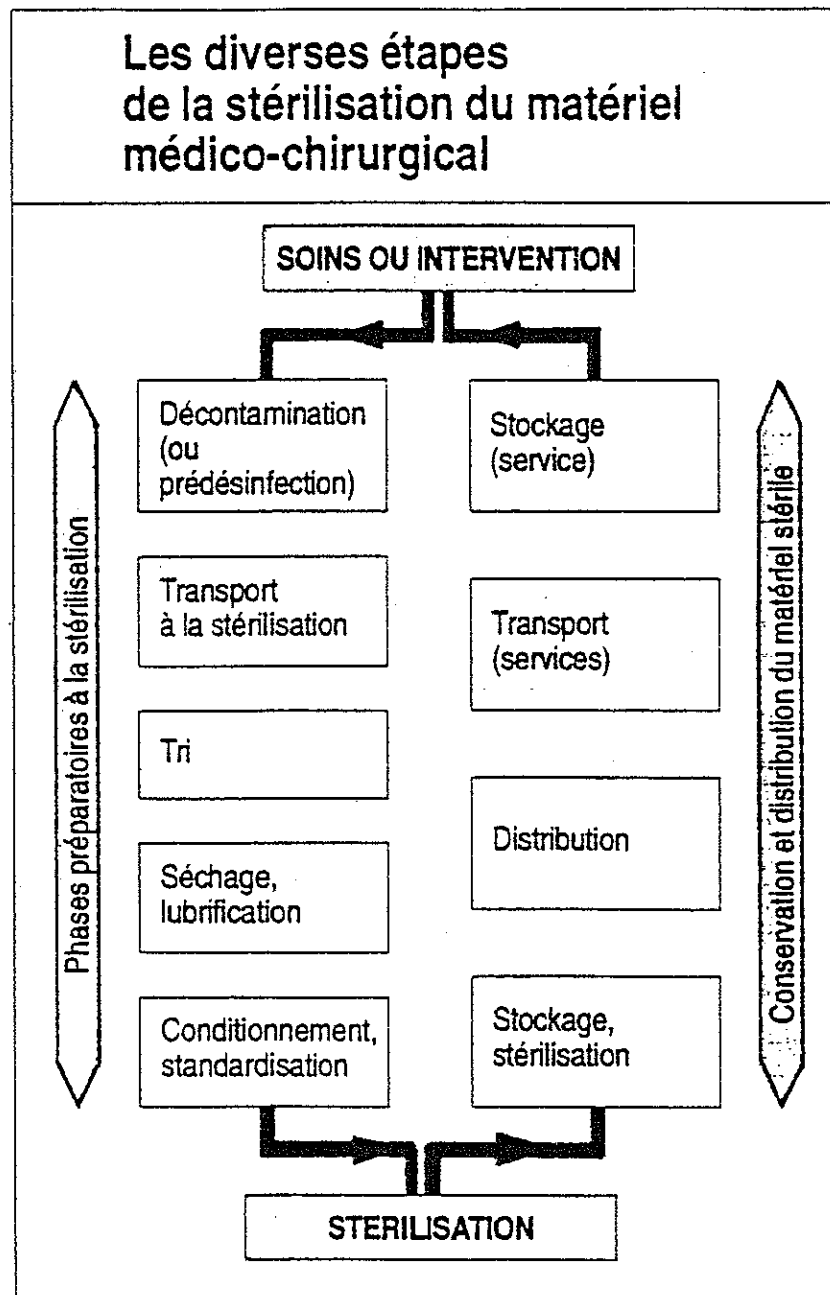 Les diverses étapes
de la stérilisation du matériel
médico-chirurgical
SOINS OU INTERVENTION
Décontamination
(ou
prédésinfection)
Transport
à la stérilisation
Tri
Séchage,
lubrification
Conditionnement,
standardisation
Stockage
(service)
Transport
(services)
Distribution
Stockage,
stérilisation
STERILISATION
Phases préparatoires à la stérilisation
Conservation et distribution du matériel stérile